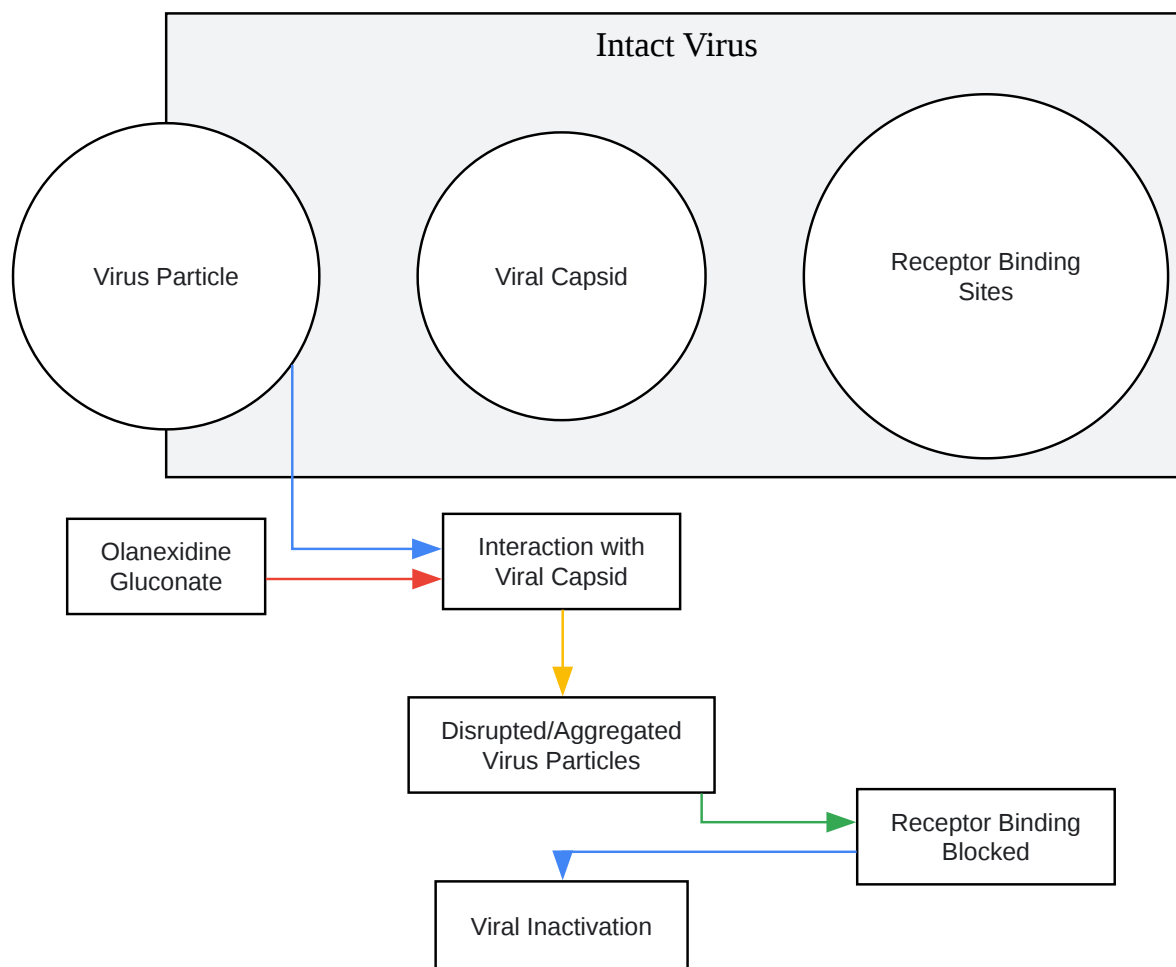 Intact Virus
Virus Particle
Viral Capsid
Receptor Binding
Sites
Olanexidine
Gluconate
Interaction with
Viral Capsid
Disrupted/Aggregated
Virus Particles
Receptor Binding
Blocked
Viral Inactivation